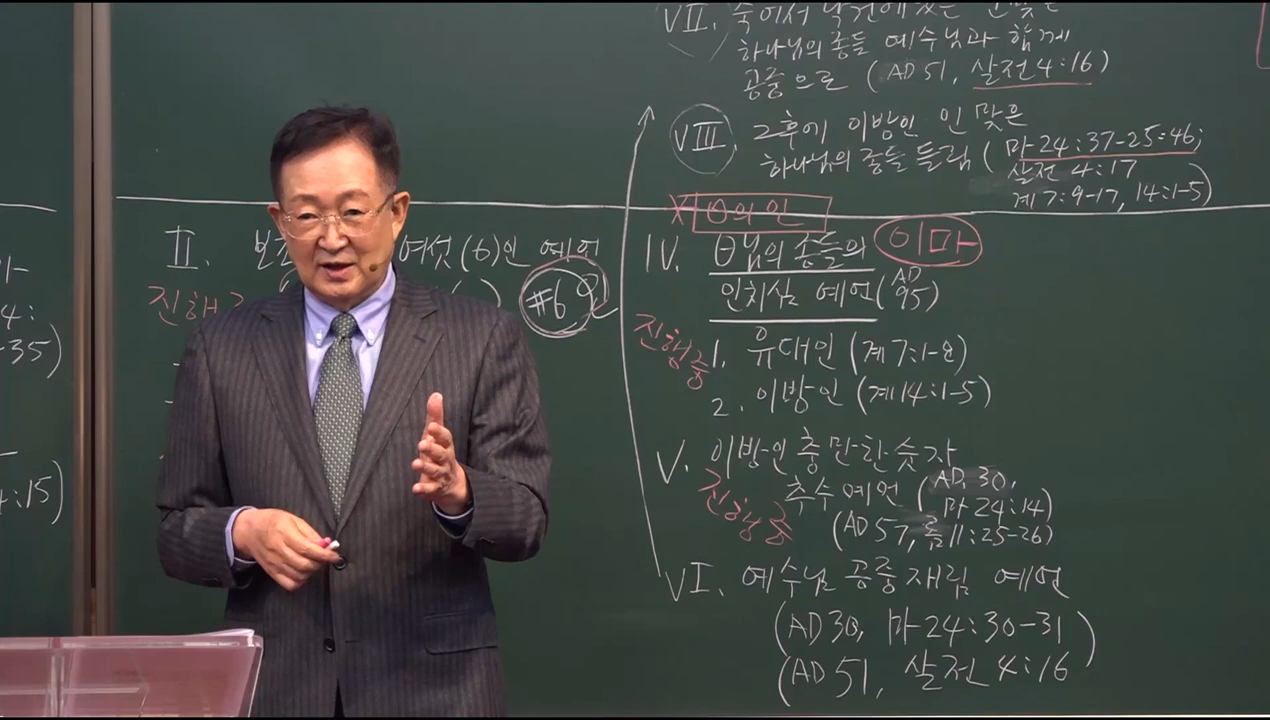 VII. 죽어서 낙원에 있는 인맞은
하나님의 종들 예수님과 함께
공중으로 (AD 51, 살전 4:16)
VIII. 그후에 이방인 인 맞은
하나님의 종들 들림 (마 24:37-25:46;
살전 4:17
계 7:9-17, 14:1-5)
4:
-35)
4:15)
II.
여섯(6)인 예언
진행
#6
X θ의 인
IV. θ님의 종들의 이마
인치심 예언 (AD 95)
진행중
1. 유대인 (계 7:1-8)
2. 이방인 (계 14:1-5)
V. 이방인 충만한 숫자
추수 예언 (AD 30,
마 24:14)
진행중
(AD 57, 롬 11:25-26)
VI. 예수님 공중재림 예언
(AD 30, 마 24:30-31)
(AD 51, 살전 4:16